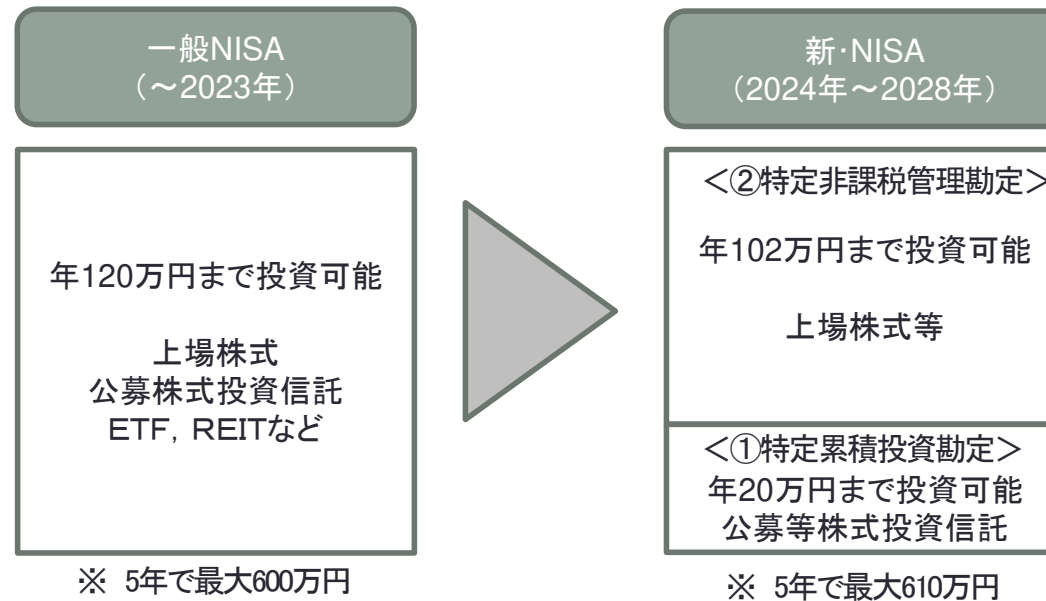 一般NISA
（～2023年）
年120万円まで投資可能
上場株式
公募株式投資信託
ETF，REITなど
※ 5年で最大600万円
新･NISA
（2024年～2028年）
＜②特定非課税管理勘定＞
年102万円まで投資可能
上場株式等
＜①特定累積投資勘定＞
年20万円まで投資可能
公募等株式投資信託
※ 5年で最大610万円